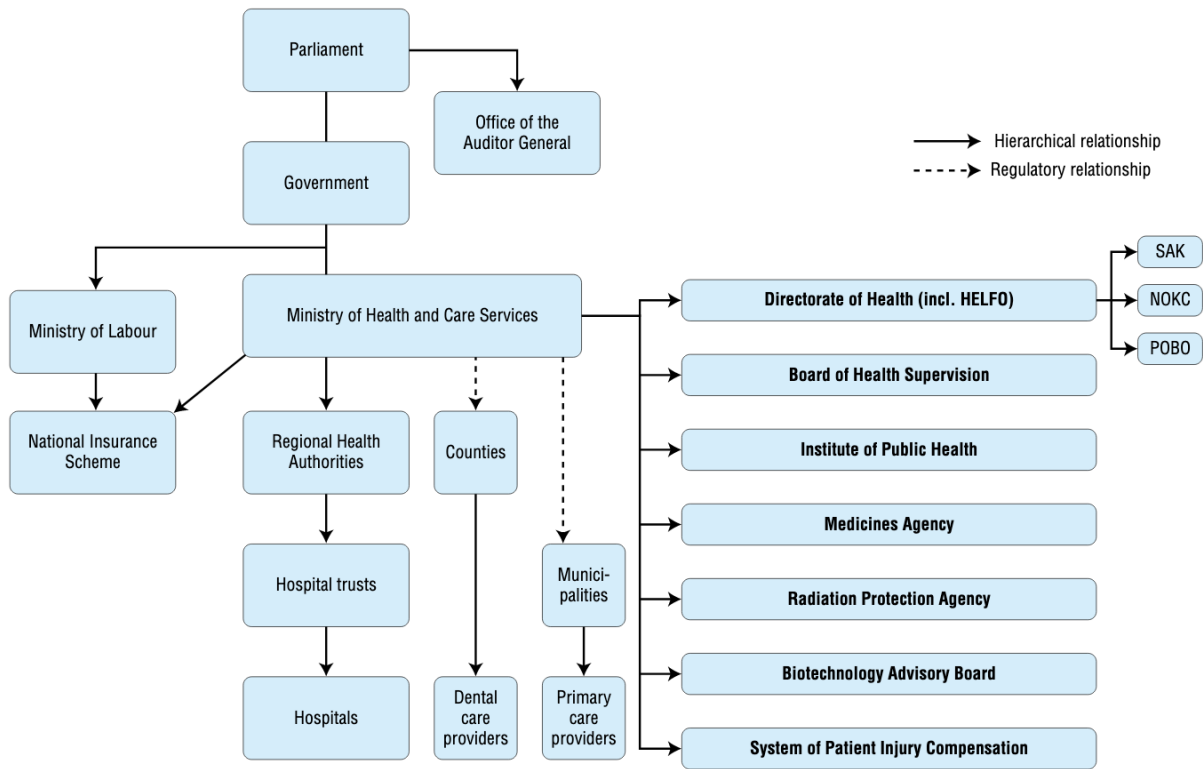 Parliament
Office of the
Auditor General
Hierarchical relationship
Regulatory relationship
Government
SAK
Directorate of Health (incl. HELFO)
NOKC
Ministry of Labour
Ministry of Health and Care Services
POBO
Board of Health Supervision
National Insurance
Scheme
Regional Health
Authorities
Counties
Institute of Public Health
Medicines Agency
Hospital trusts
Munici-
palities
Radiation Protection Agency
Biotechnology Advisory Board
Hospitals
Dental
care
providers
Primary
care
providers
System of Patient Injury Compensation